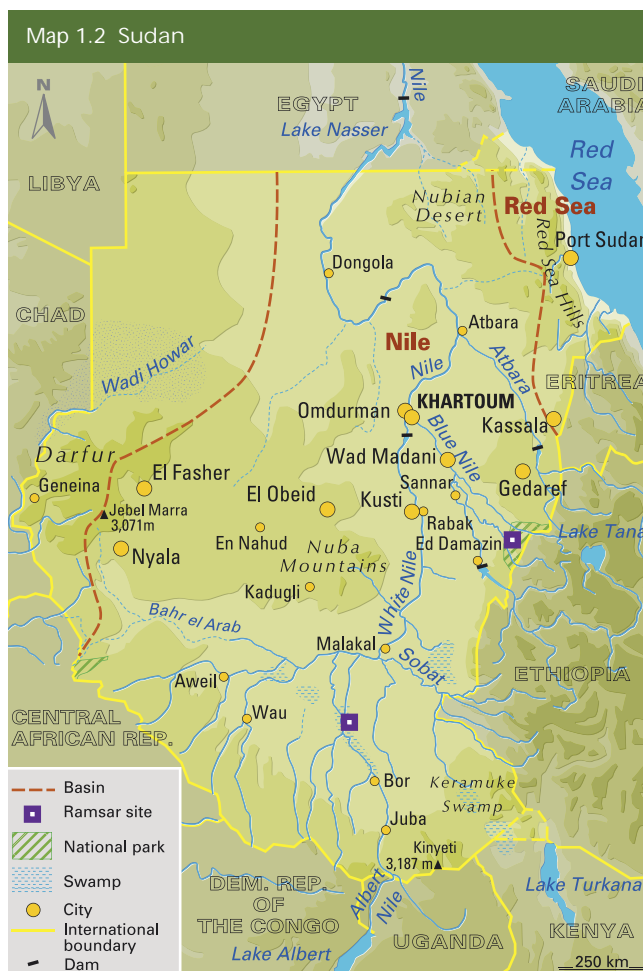 Map 1.2 Sudan
N
EGYPT
Nile
SAUDI
ARABIA
Lake Nasser
Red
Sea
LIBYA
Nubian
Desert
Red Sea
Red Sea Hills
Port Sudan
Dongola
CHAD
Wadi Howar
Nile
Atbara
Nile
Atbara
ERITREA
Omdurman
KHARTOUM
Kassala
Blue Nile
Darfur
Wad Madani
Geneina
El Fasher
Sannar
Gedaref
Jebel Marra
3,071m
El Obeid
Kusti
Rabak
Lake Tana
Nyala
En Nahud
Nuba
Mountains
Ed Damazin
Kadugli
White Nile
Bahr el Arab
Malakal
Sobat
Aweil
ETHIOPIA
CENTRAL
AFRICAN REP.
Wau
Bor
Keramuke
Swamp
Juba
Kinyeti
3,187 m
DEM. REP.
OF
THE CONGO
Albert
Nile
Lake Turkana
Lake Albert
UGANDA
KENYA
250 km
Basin
Ramsar site
National park
Swamp
City
International
boundary
Dam